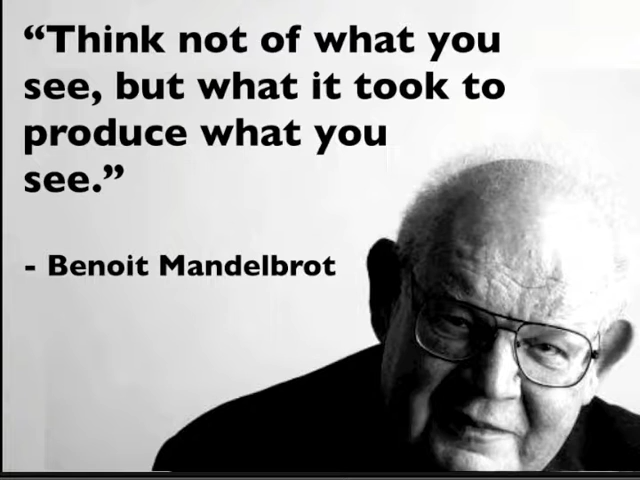 “Think not of what you
see, but what it took to
produce what you
see.”
- Benoit Mandelbrot